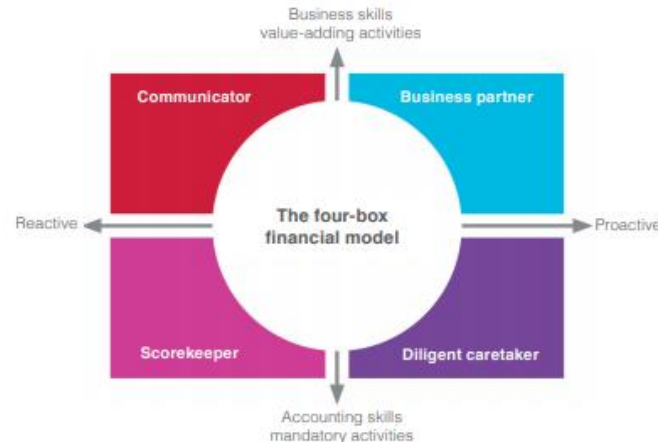 Business skills
value-adding activities
Communicator
Business partner
Reactive
The four-box
financial model
Proactive
Scorekeeper
Diligent caretaker
Accounting skills
mandatory activities